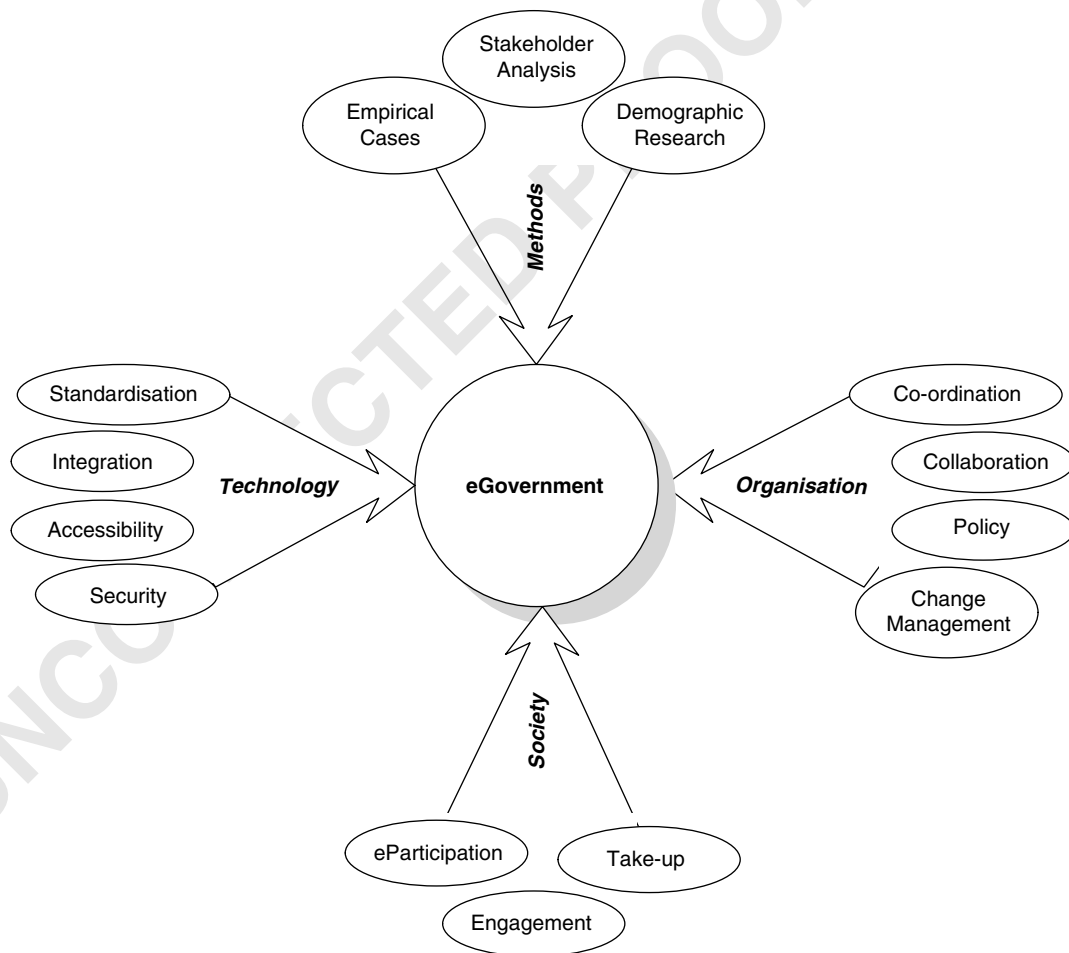 Stakeholder
Analysis
Empirical
Cases
Demographic
Research
Methods
Standardisation
Integration
Accessibility
Security
Technology
eGovernment
Organisation
Co-ordination
Collaboration
Policy
Change
Management
Society
eParticipation
Take-up
Engagement